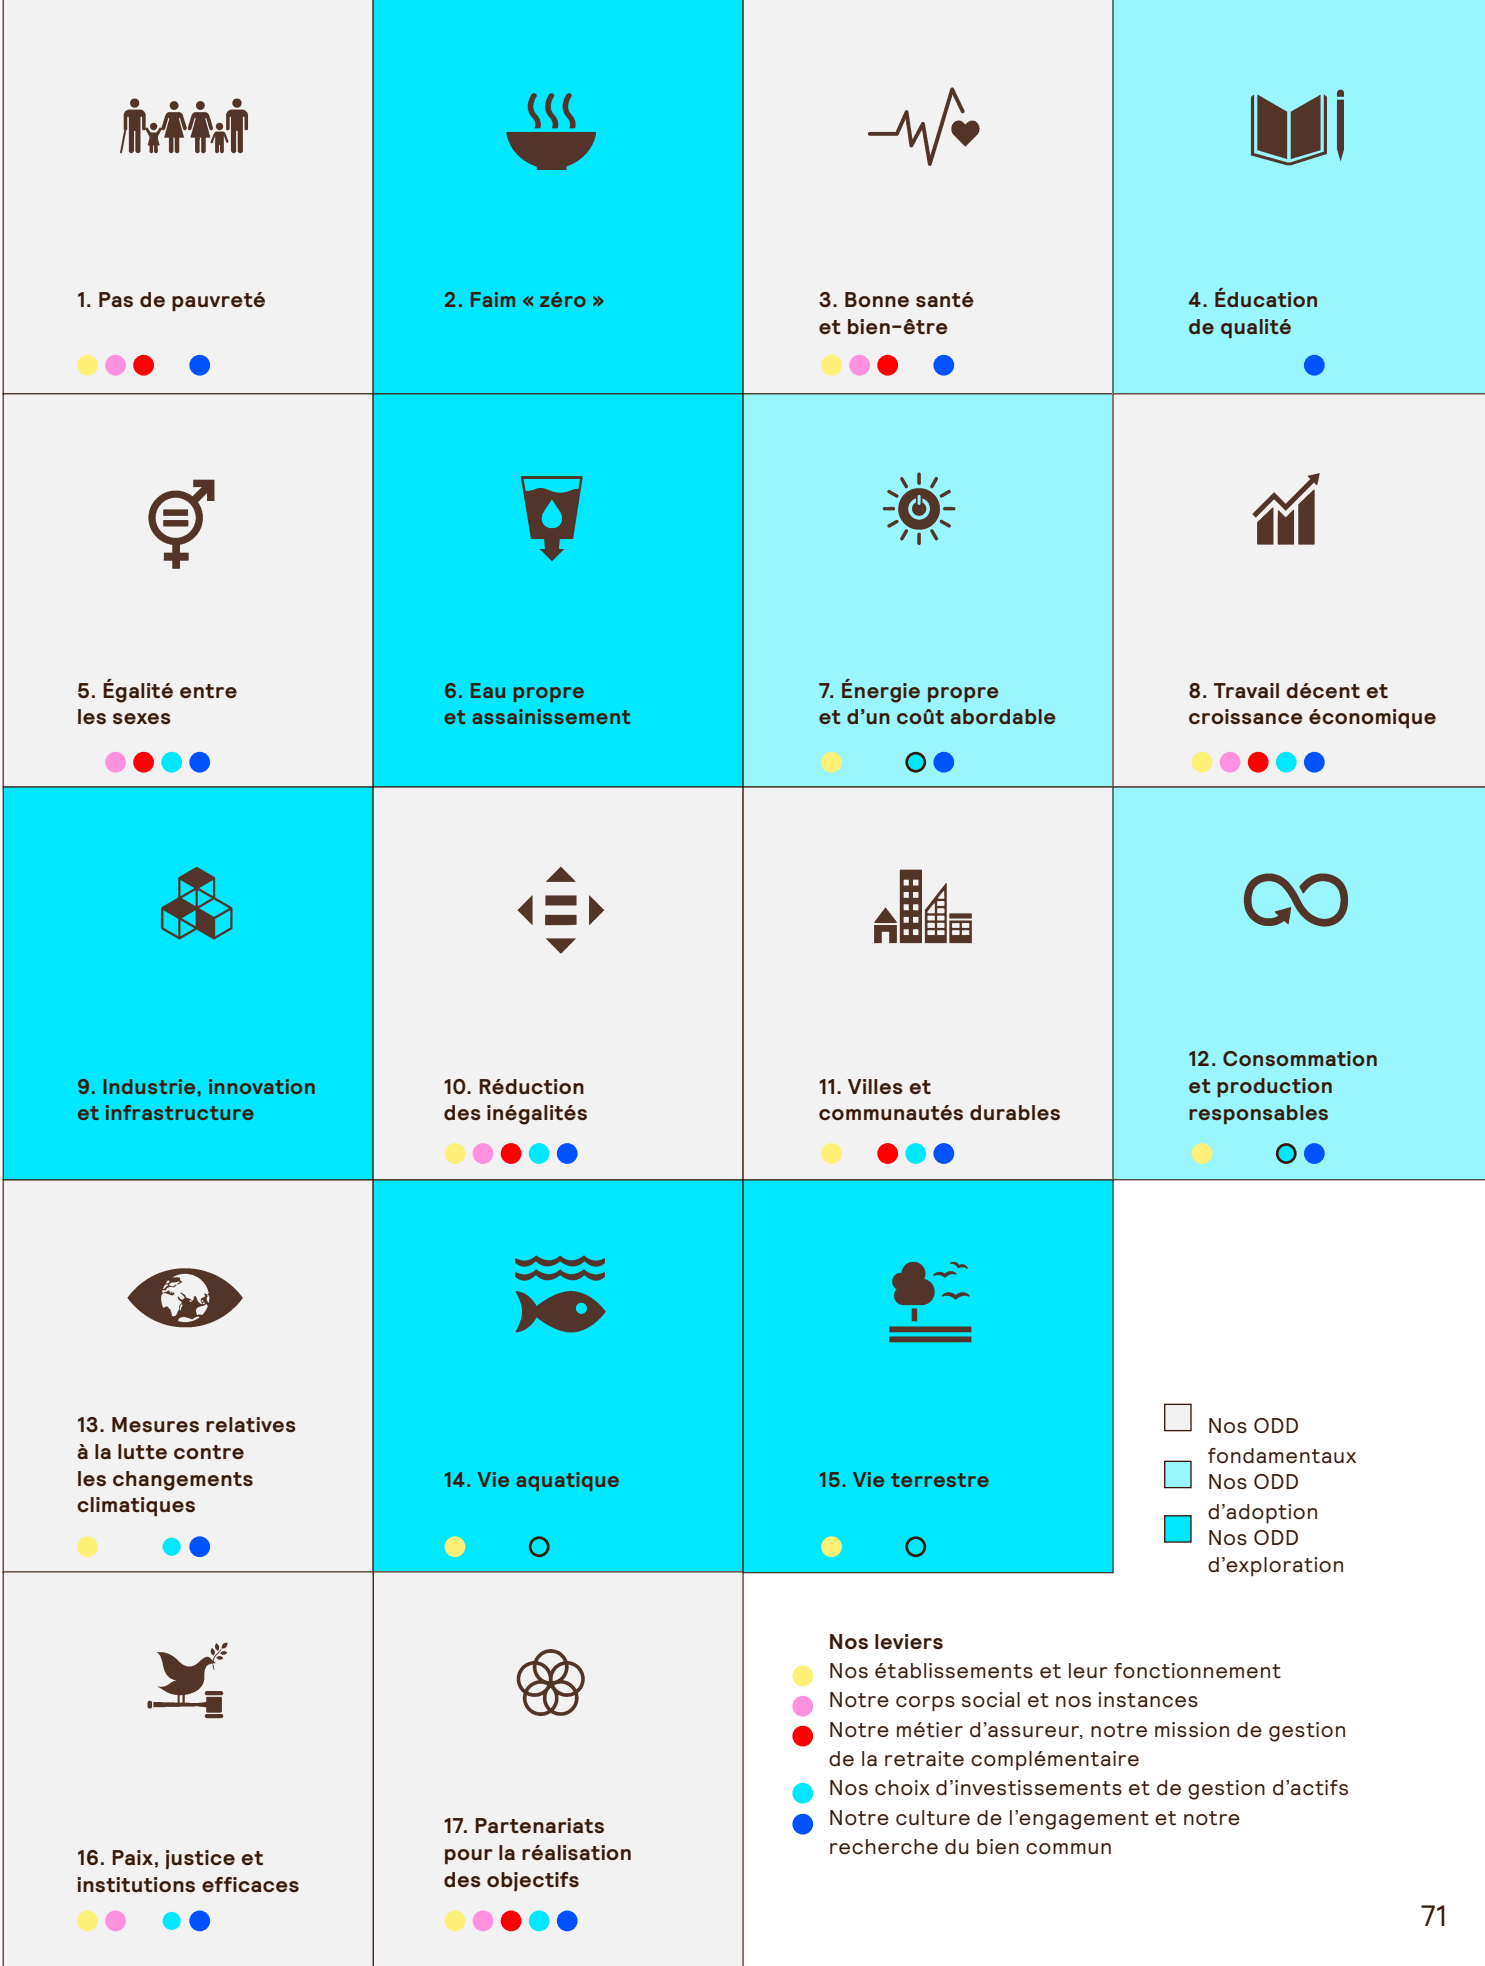 1. Pas de pauvreté
2. Faim « zéro »
3. Bonne santé
et bien-être
4. Éducation
de qualité
5. Égalité entre
les sexes
6. Eau propre
et assainissement
7. Énergie propre
et d'un coût abordable
8. Travail décent et
croissance économique
9. Industrie, innovation
et infrastructure
10. Réduction
des inégalités
11. Villes et
communautés durables
12. Consommation
et production
responsables
13. Mesures relatives
à la lutte contre
les changements
climatiques
14. Vie aquatique
15. Vie terrestre
Nos ODD
fondamentaux
Nos ODD
d'adoption
Nos ODD
d'exploration
16. Paix, justice et
institutions efficaces
17. Partenariats
pour la réalisation
des objectifs
Nos leviers
Nos établissements et leur fonctionnement
Notre corps social et nos instances
Notre métier d'assureur, notre mission de gestion
de la retraite complémentaire
Nos choix d'investissements et de gestion d'actifs
Notre culture de l'engagement et notre
recherche du bien commun
71